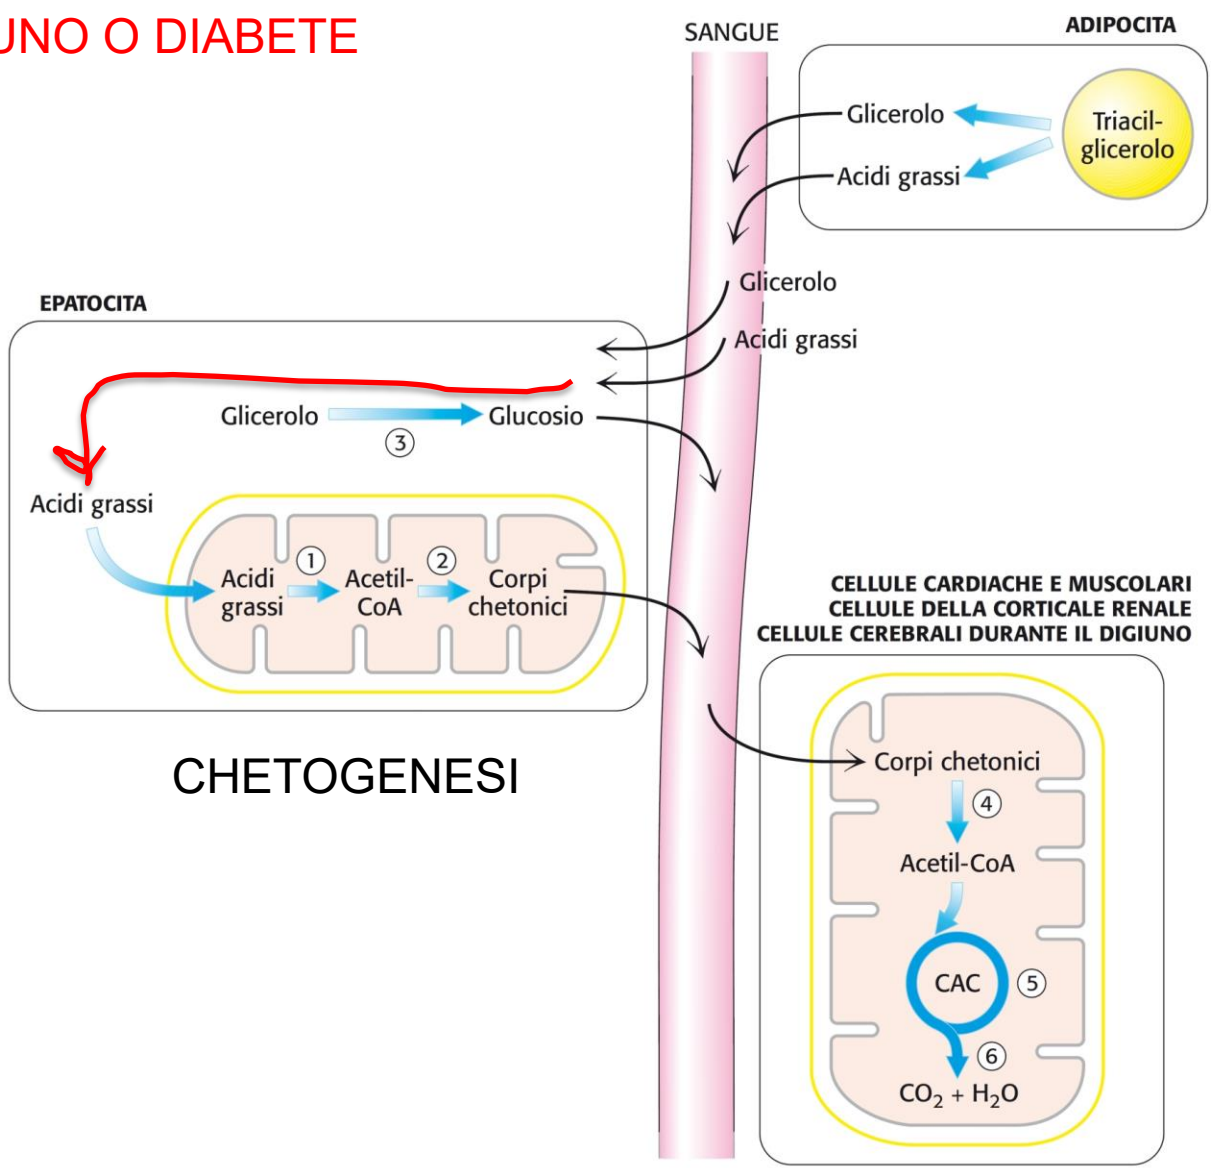 UNO O DIABETE
SANGUE
ADIPOCITA
Glicerolo
Acidi grassi
Triacil-
glicerolo
Glicerolo
Acidi grassi
EPATOCITA
Glicerolo
3
Glucosio
Acidi grassi
Acidi
grassi
1
Acetil-
CoA
2
Corpi
chetonici
CHETOGENESI
CELLULE CARDIACHE E MUSCOLARI
CELLULE DELLA CORTICALE RENALE
CELLULE CEREBRALI DURANTE IL DIGIUNO
Corpi chetonici
4
Acetil-CoA
CAC
5
6
CO₂ + H₂O